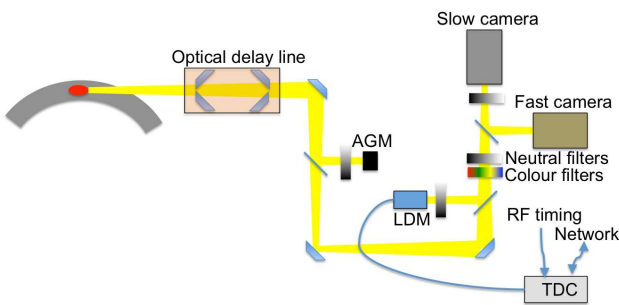 Slow camera
Optical delay line
Fast camera
AGM
Neutral filters
Colour filters
LDM
RF timing
Network
TDC